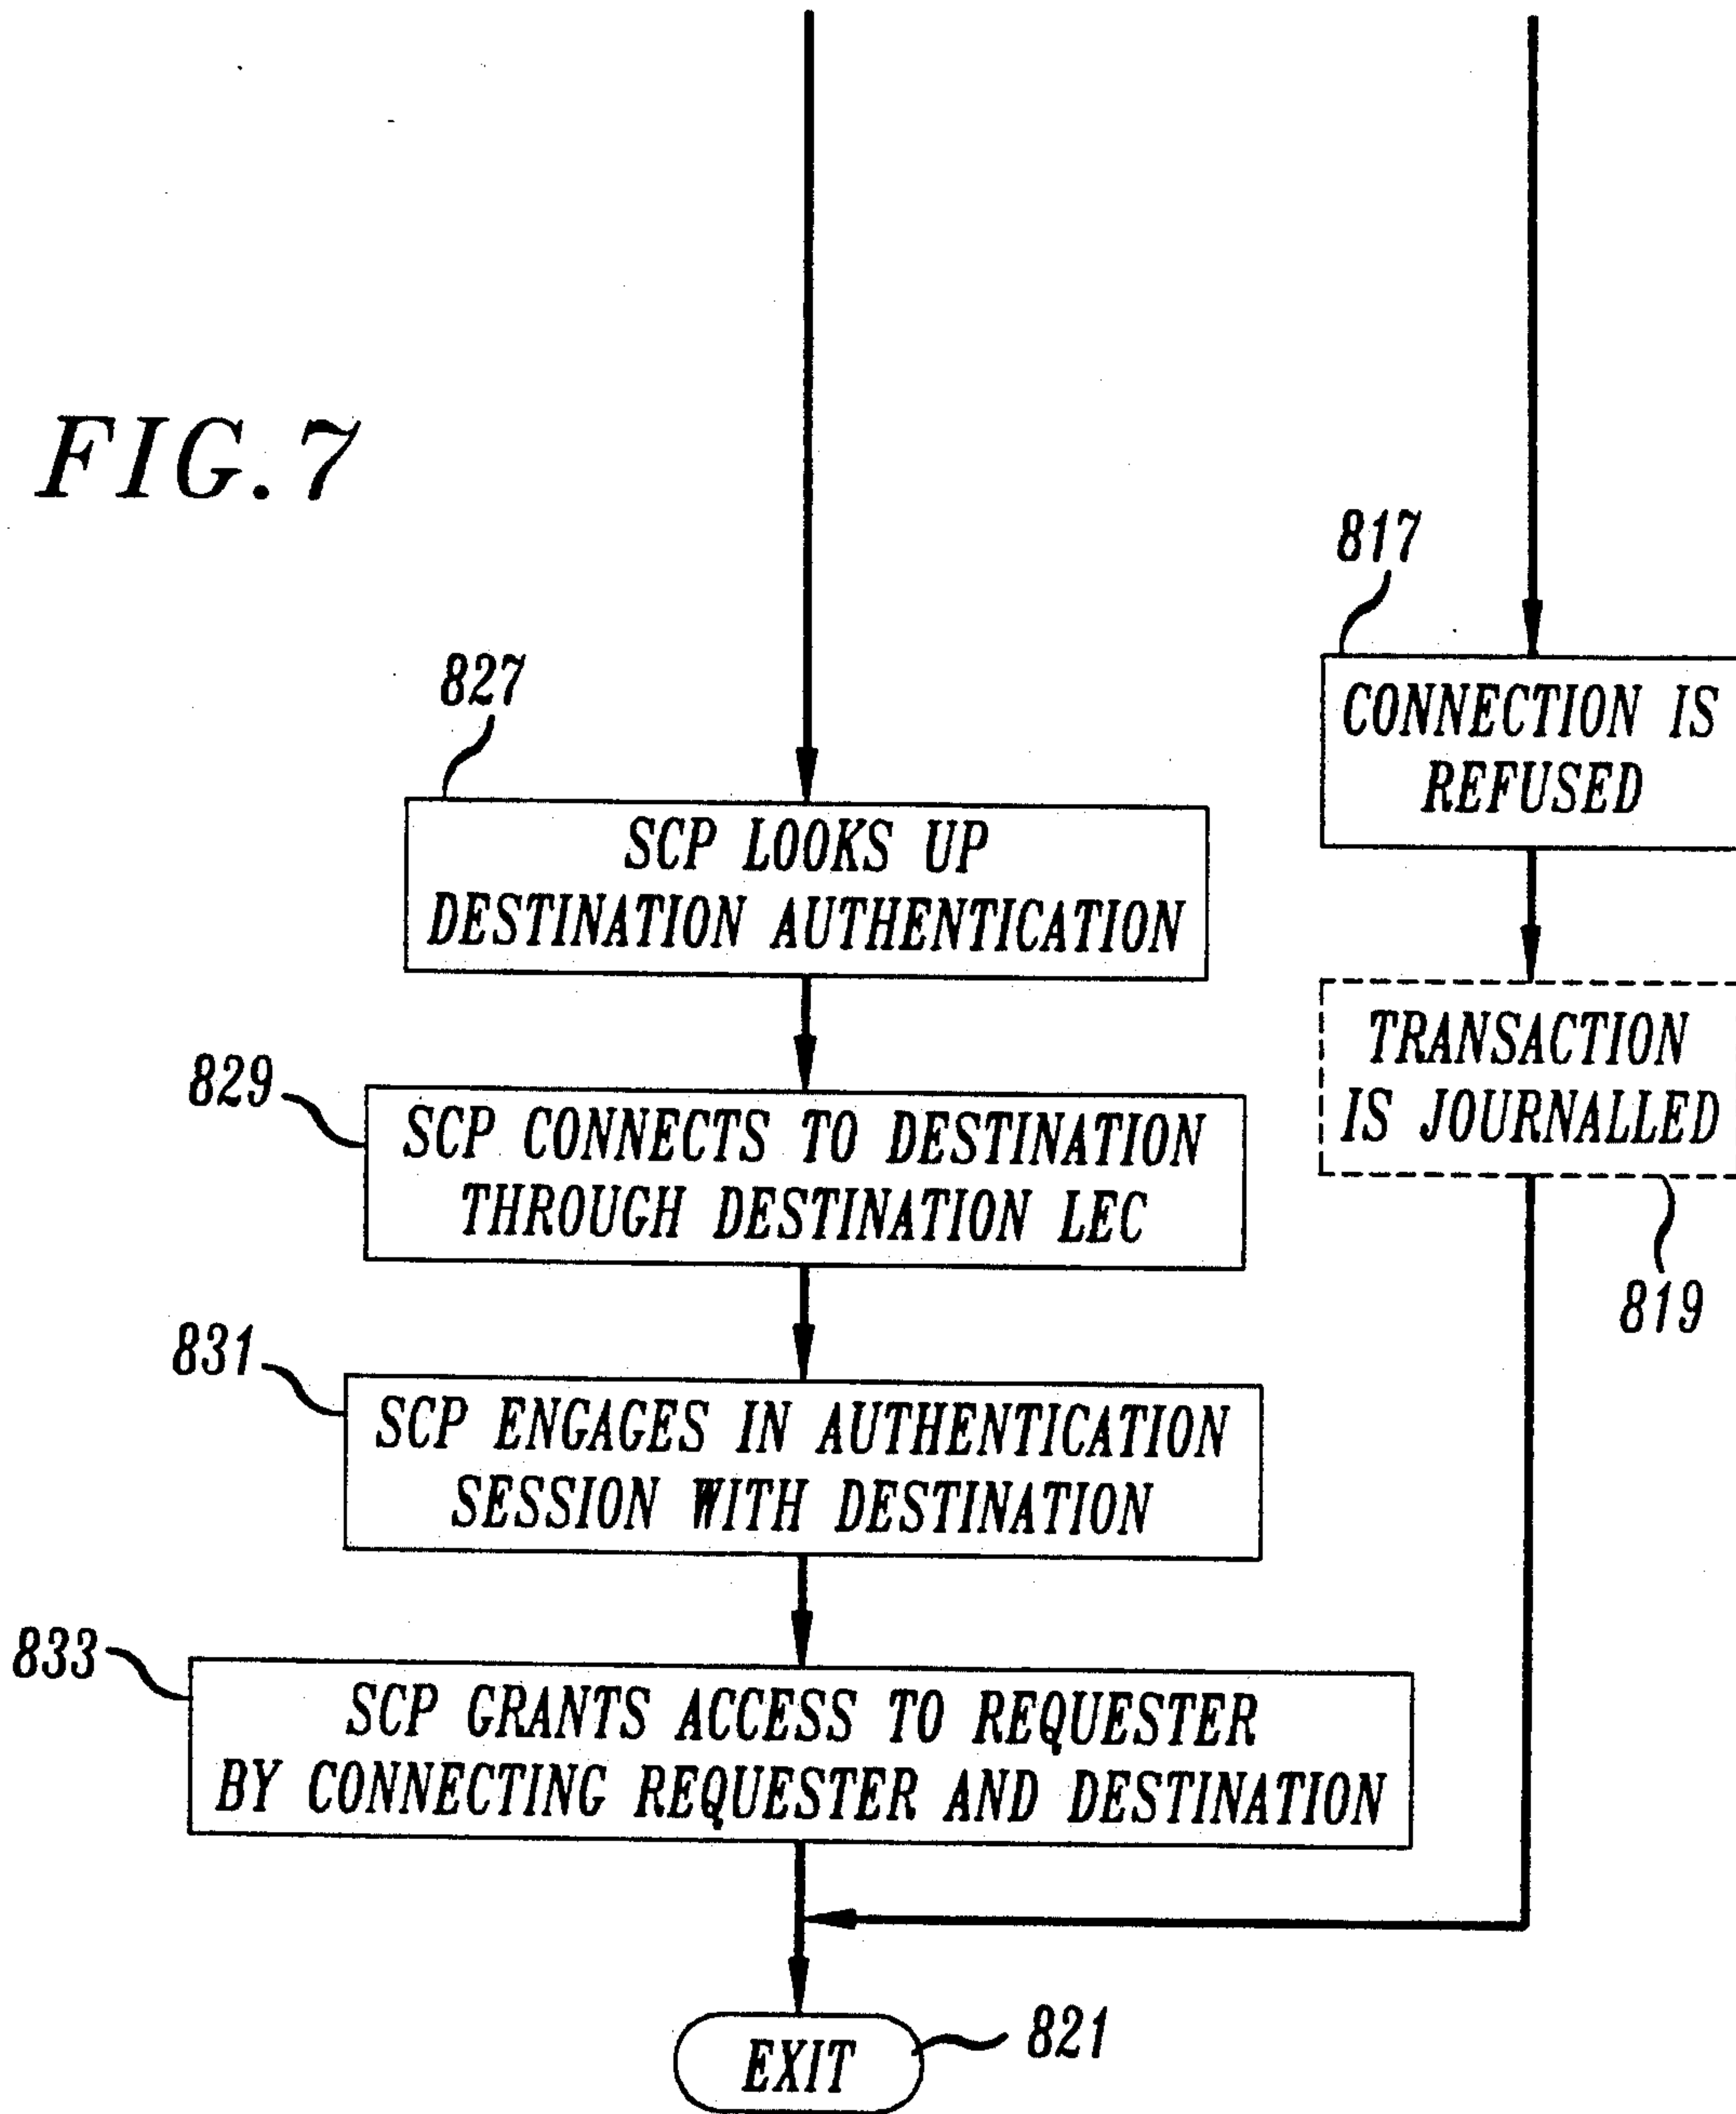 FIG. 7
817
CONNECTION IS
REFUSED
827
SCP LOOKS UP
DESTINATION AUTHENTICATION
TRANSACTION
IS JOURNALLED
819
829
SCP CONNECTS TO DESTINATION
THROUGH DESTINATION LEC
831
SCP ENGAGES IN AUTHENTICATION
SESSION WITH DESTINATION
833
SCP GRANTS ACCESS TO REQUESTER
BY CONNECTING REQUESTER AND DESTINATION
EXIT
821